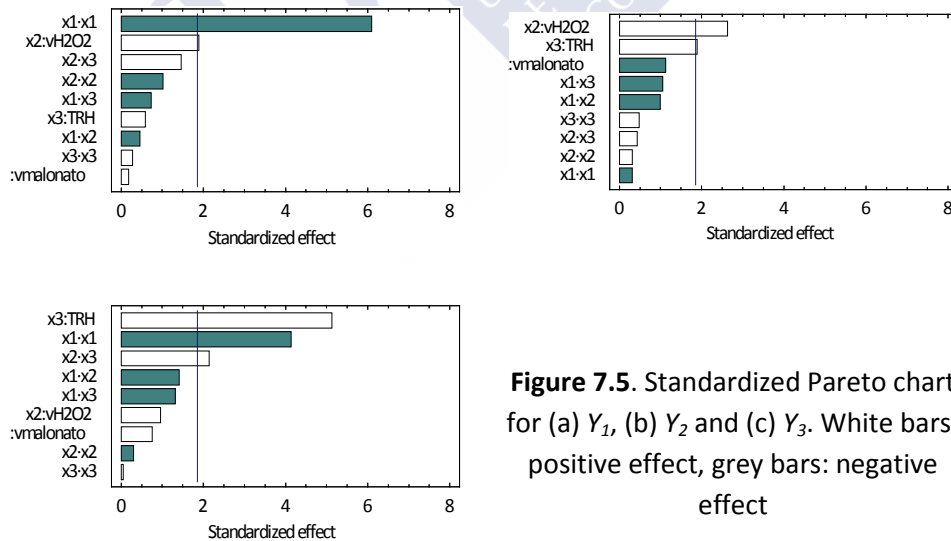 x1·x1
x2:vH2O2
x2·x3
x2·x2
x1·x3
x3:TRH
x1·x2
x3·x3
:vmalonato
0 2 4 6 8
Standardized effect
x2:vH2O2
x3:TRH
:vmalonato
x1·x3
x1·x2
x3·x3
x2·x3
x2·x2
x1·x1
0 2 4 6 8
Standardized effect
x3:TRH
x1·x1
x2·x3
x1·x2
x1·x3
x2:vH2O2
:vmalonato
x2·x2
x3·x3
0 2 4 6 8
Standardized effect
Figure 7.5. Standardized Pareto chart
for (a) Y1, (b) Y2 and (c) Y3. White bars:
positive effect, grey bars: negative
effect